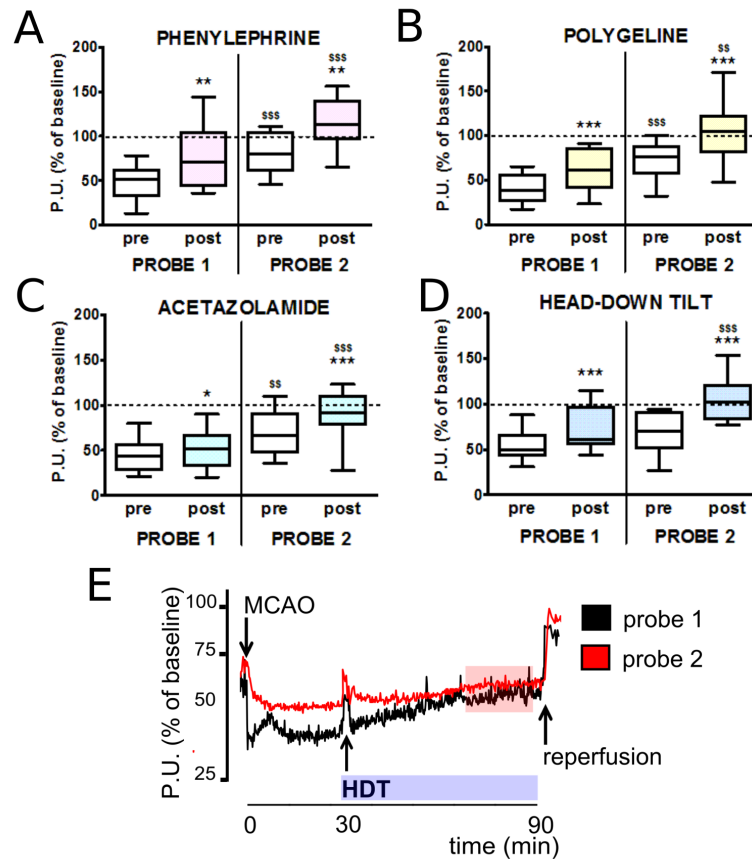 A
PHENYLEPHRINE
P.U. (% of baseline)
200
150
100
50
0
**
$$$
$$$
**
pre post pre post
PROBE 1 PROBE 2
B
POLYGELINE
P.U. (% of baseline)
200
150
100
50
0
***
$$$
$$
***
pre post pre post
PROBE 1 PROBE 2
C
ACETAZOLAMIDE
P.U. (% of baseline)
200
150
100
50
0
*
$$
$$$
***
pre post pre post
PROBE 1 PROBE 2
D
HEAD-DOWN TILT
P.U. (% of baseline)
200
150
100
50
0
***
$$$
***
pre post pre post
PROBE 1 PROBE 2
E
P.U. (% of baseline)
100
75
50
25
MCAO
probe 1
probe 2
reperfusion
HDT
0 30 90
time (min)